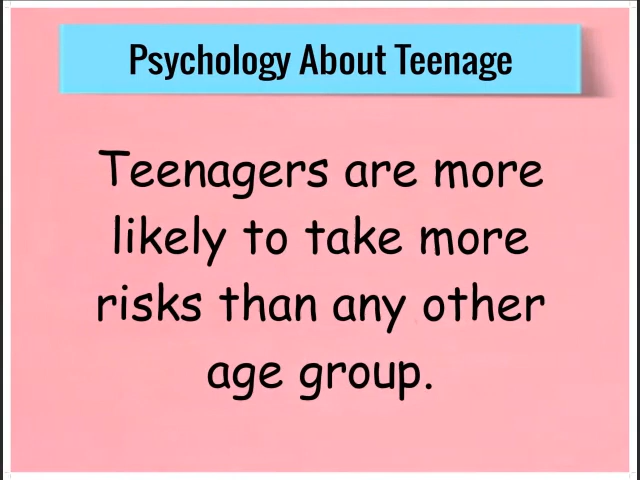 Psychology About Teenage
Teenagers are more
likely to take more
risks than any other
age group.